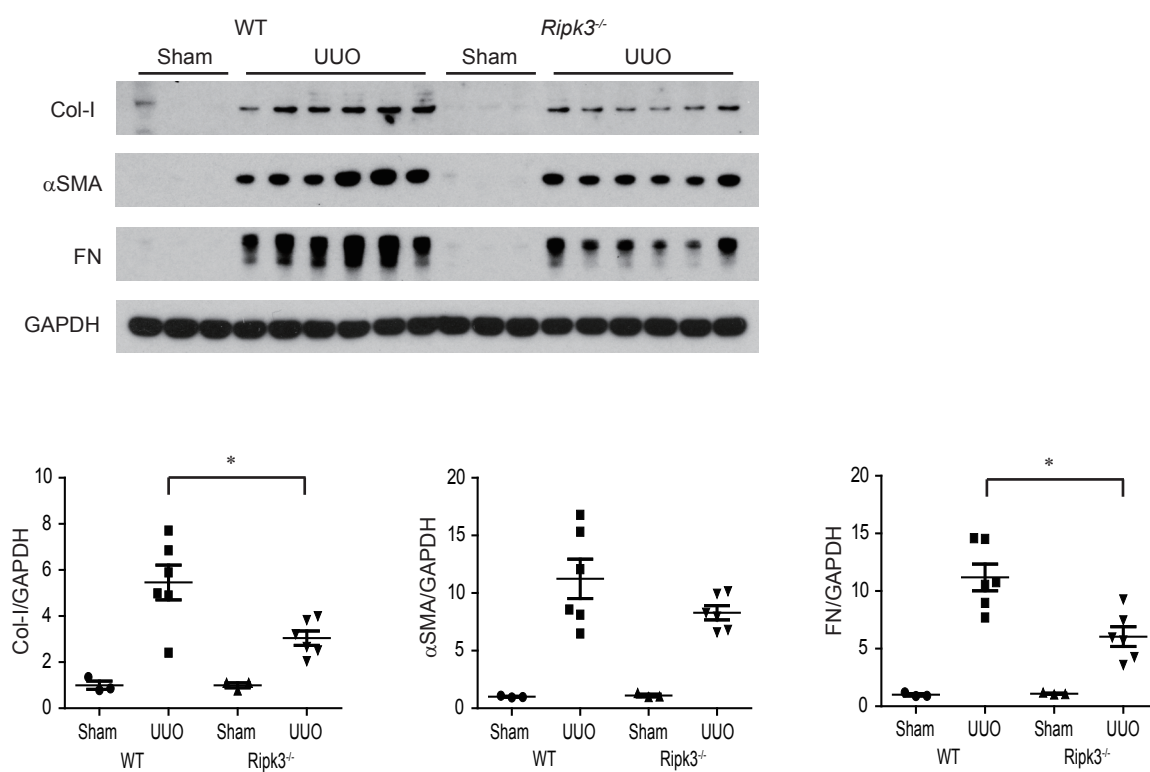 WT Ripk3-/-
Sham UUO Sham UUO
Col-I
αSMA
FN
GAPDH
Col-I/GAPDH
10
8
6
4
2
0
*
Sham UUO Sham UUO
WT Ripk3-/-
αSMA/GAPDH
20
15
10
5
0
Sham UUO Sham UUO
WT Ripk3-/-
FN/GAPDH
20
15
10
5
0
*
Sham UUO Sham UUO
WT Ripk3-/-